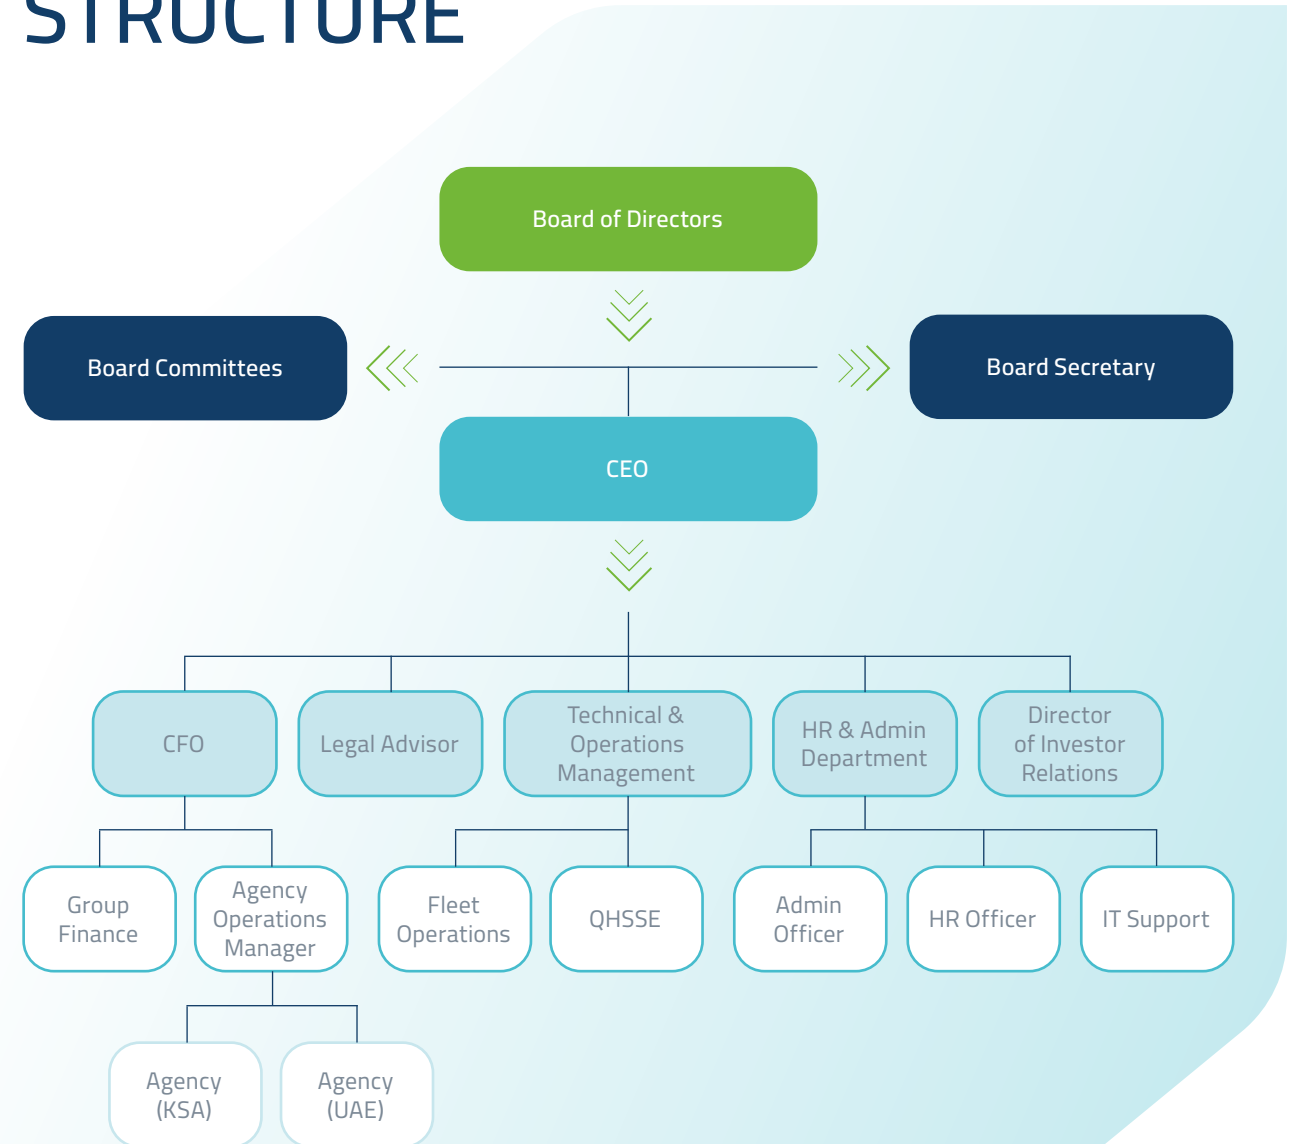 STRUCTURE
Board of Directors
Board Committees
Board Secretary
CEO
CFO
Legal Advisor
Technical &
Operations
Management
HR & Admin
Department
Director
of Investor
Relations
Group
Finance
Agency
Operations
Manager
Fleet
Operations
QHSSE
Admin
Officer
HR Officer
IT Support
Agency
(KSA)
Agency
(UAE)